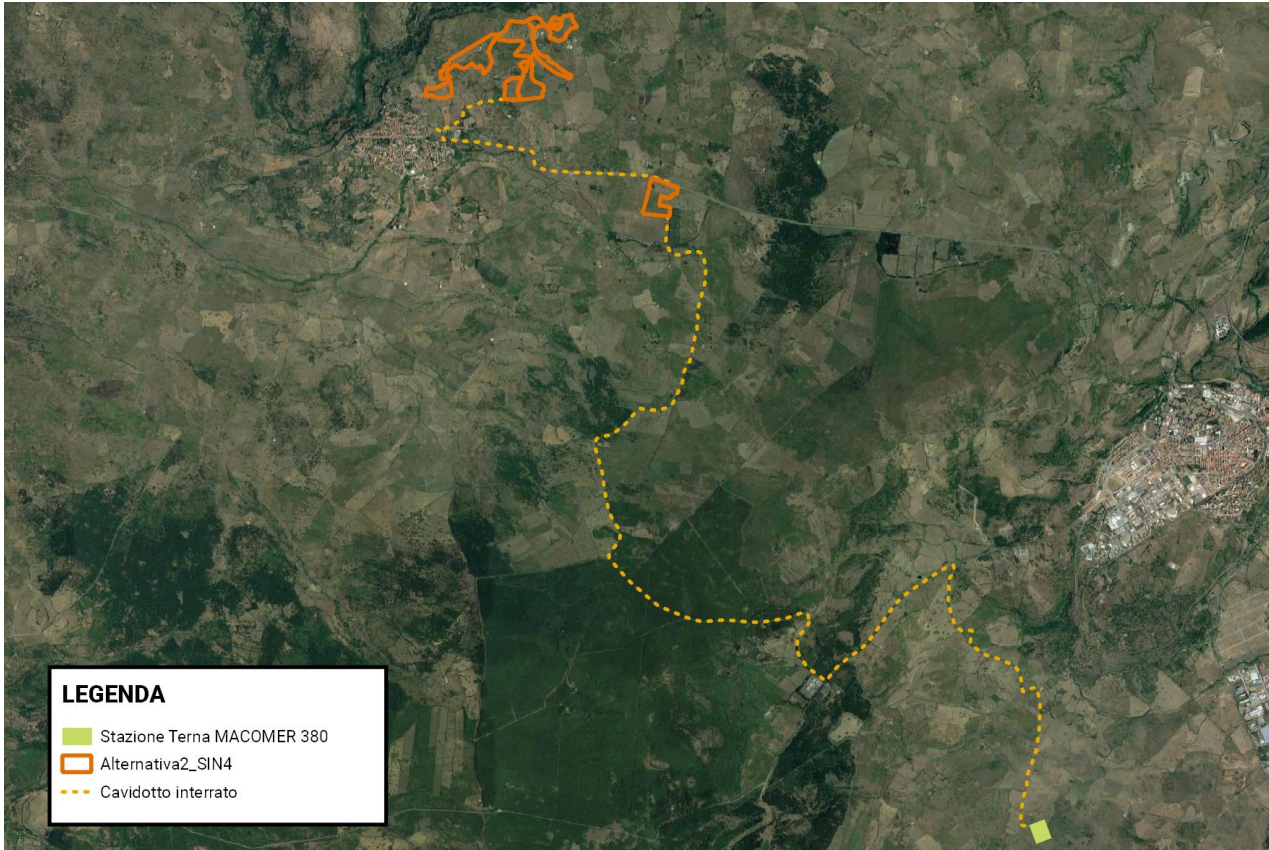 LEGENDA
Stazione Terna MACOMER 380
Alternativa2_SIN4
Cavidotto interrato